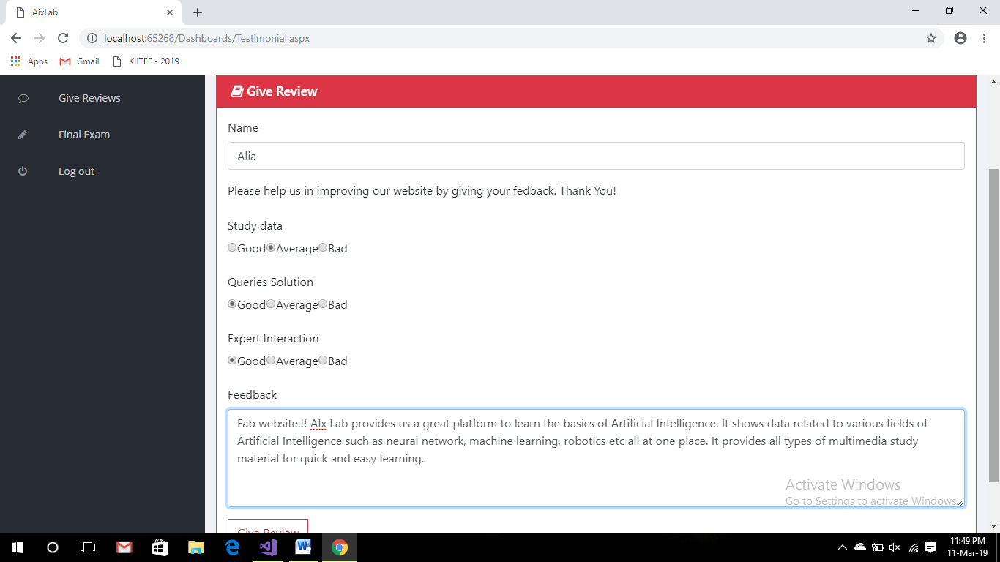 AixLab
localhost:65268/Dashboards/Testimonial.aspx
Apps Gmail KIITEE - 2019
Give Reviews
Final Exam
Log out
Give Review
Name
Alia
Please help us in improving our website by giving your fedback. Thank You!
Study data
Good Average Bad
Queries Solution
Good Average Bad
Expert Interaction
Good Average Bad
Feedback
Fab website.!! AIx Lab provides us a great platform to learn the basics of Artificial Intelligence. It shows data related to various fields of
Artificial Intelligence such as neural network, machine learning, robotics etc all at one place. It provides all types of multimedia study
material for quick and easy learning.
Activate Windows
Go to Settings to activate Windows.
Give Review
11:49 PM
11-Mar-19